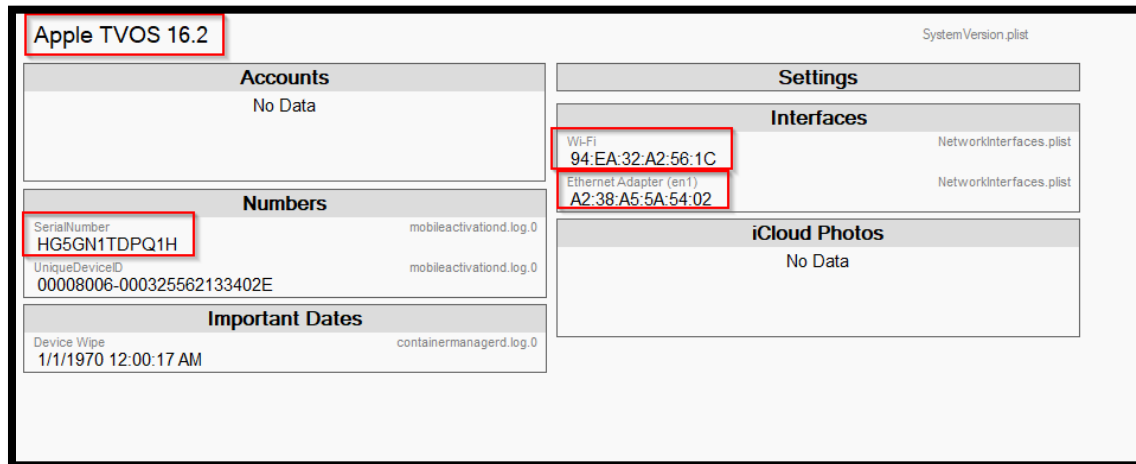 Apple TVOS 16.2
SystemVersion.plist
Accounts
No Data
Numbers
SerialNumber
mobileactivationd.log.0
HG5GN1TDPQ1H
UniqueDeviceID
mobileactivationd.log.0
00008006-000325562133402E
Important Dates
Device Wipe
containermanagerd.log.0
1/1/1970 12:00:17 AM
Settings
Interfaces
Wi-Fi
NetworkInterfaces.plist
94:EA:32:A2:56:1C
Ethernet Adapter (en1)
NetworkInterfaces.plist
A2:38:A5:5A:54:02
iCloud Photos
No Data